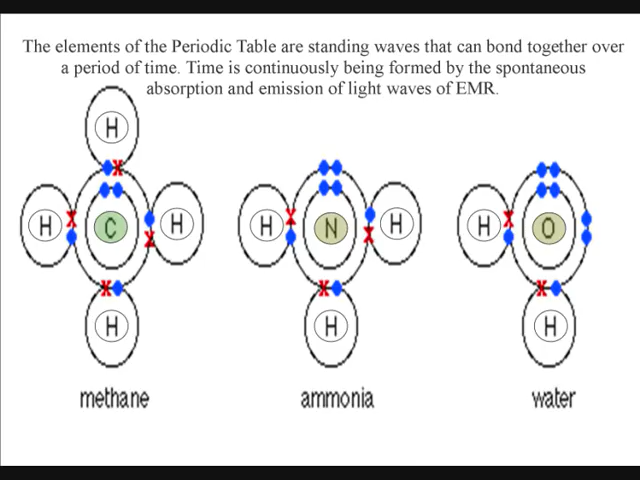 The elements of the Periodic Table are standing waves that can bond together over
a period of time. Time is continuously being formed by the spontaneous
absorption and emission of light waves of EMR.
H
H C H
H N H
H O
H H H
methane ammonia water